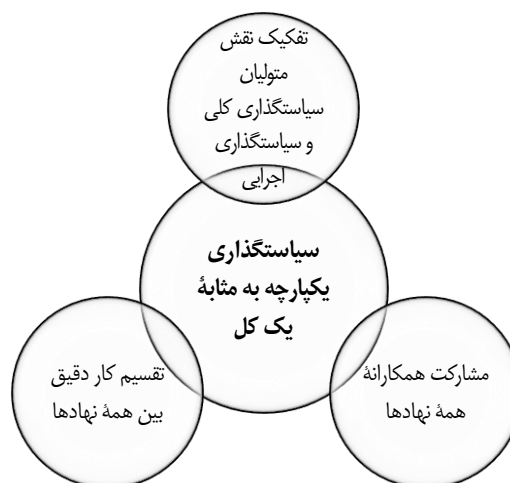 تفکیک نقش
متولیان
سیاستگذاری کلی
و سیاستگذاری
اجرایی
سیاستگذاری
یکپارچه به مثابهٔ
یک کل
مشارکت همکارانهٔ
همهٔ نهادها
تقسیم کار دقیق
بین همهٔ نهادها